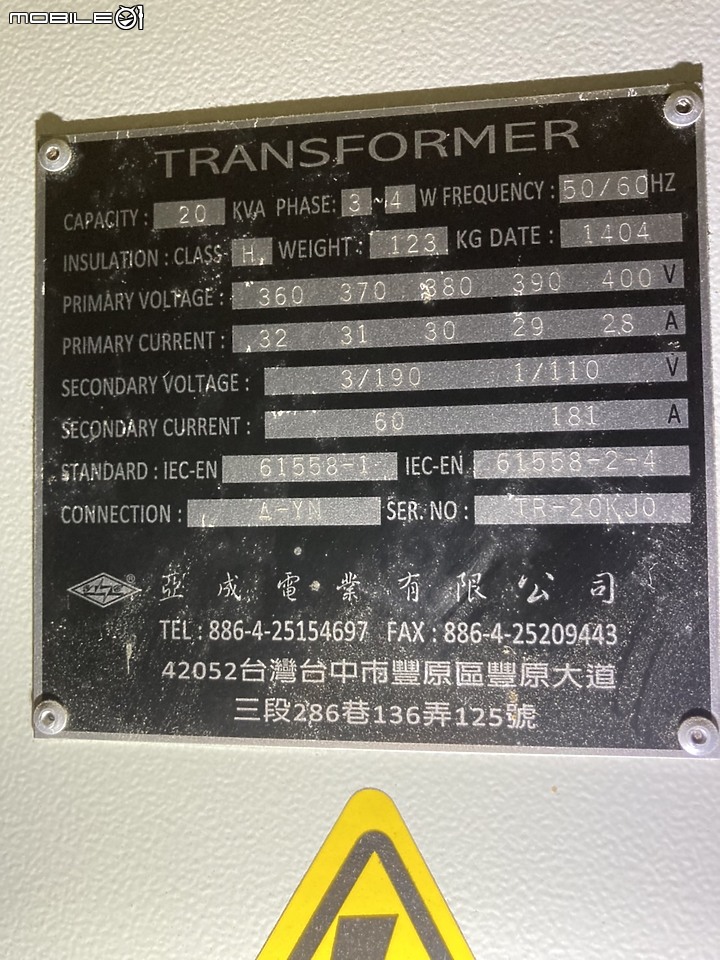 MOBILE01
TRANSFORMER
CAPACITY : 20 KVA PHASE: 3 ~ 4 W FREQUENCY : 50/60 HZ
INSULATION : CLASS H, WEIGHT : 123 KG DATE : 1404
PRIMARY VOLTAGE : 360 370 380 390 400 V
PRIMARY CURRENT : 32 31 30 29 28 A
SECONDARY VOLTAGE : 3/190 1/110 V
SECONDARY CURRENT : 60 181 A
STANDARD : IEC-EN 61558-1 IEC-EN 61558-2-4
CONNECTION : Δ-YN SER. NO : TR-20KJO
亞成電業有限公司
TEL : 886-4-25154697 FAX : 886-4-25209443
42052台灣台中市豐原區豐原大道
三段286巷136弄125號